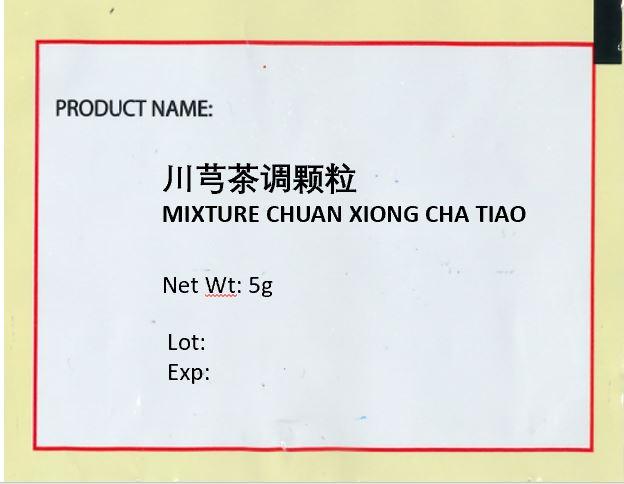 PRODUCT NAME:
川芎茶调颗粒
MIXTURE CHUAN XIONG CHA TIAO
Net Wt: 5g
Lot:
Exp: